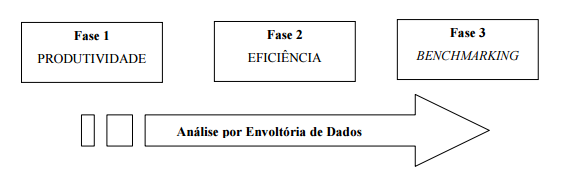 Fase 1
PRODUTIVIDADE
Fase 2
EFICIÊNCIA
Fase 3
BENCHMARKING
Análise por Envoltória de Dados